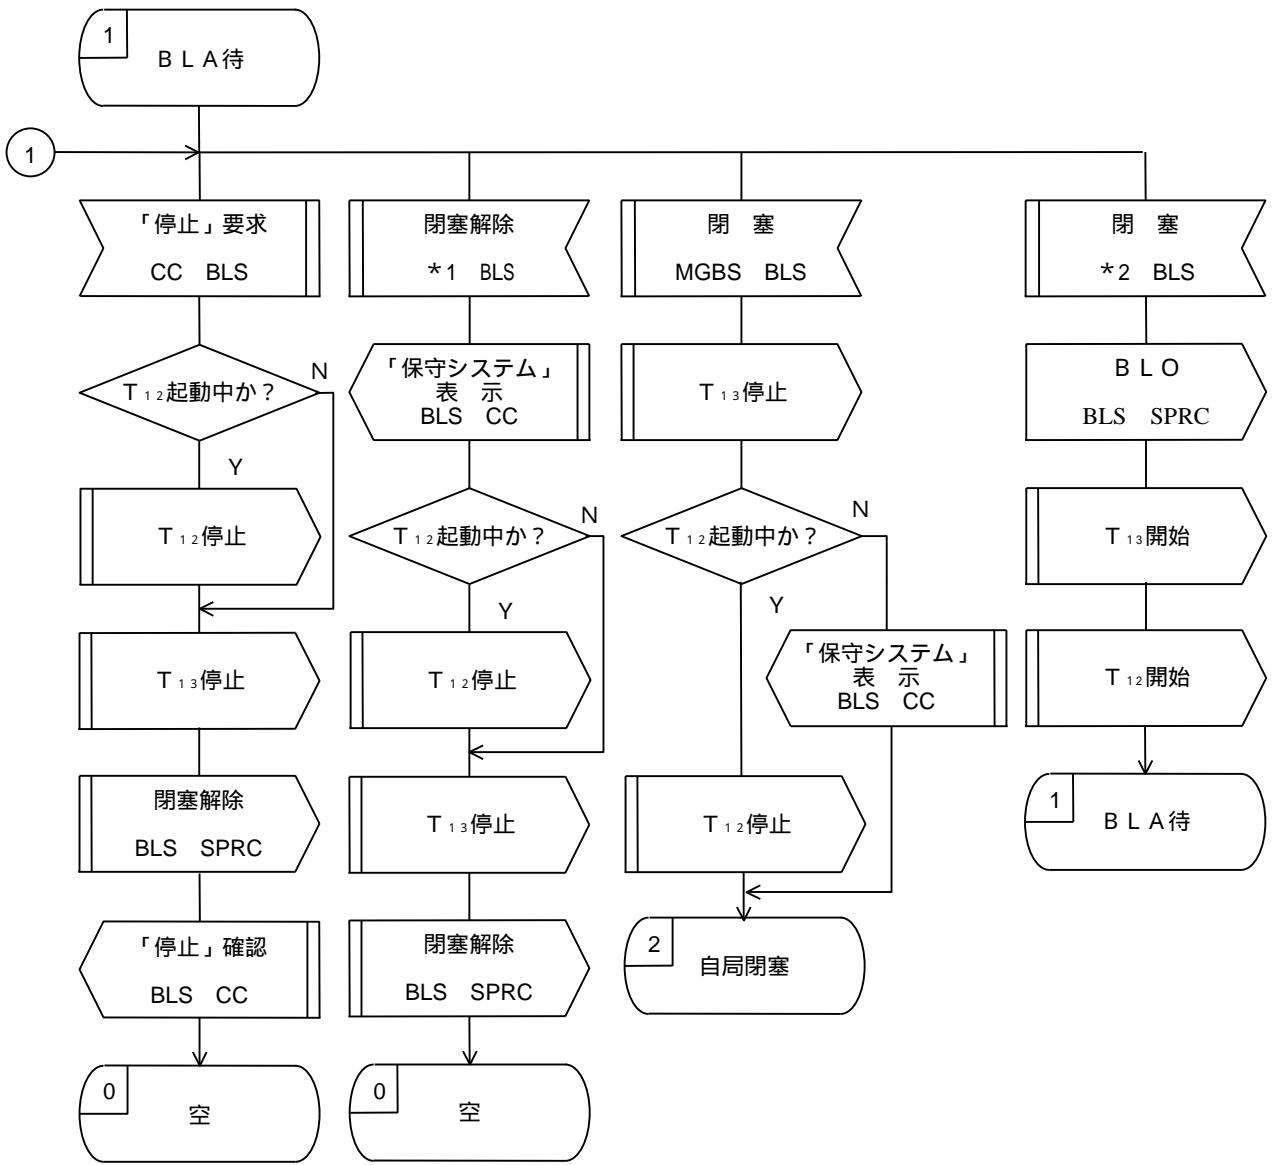 1
ＢＬＡ待
1
「停止」要求
CC BLS
Ｔ１２起動中か？
N
Y
Ｔ１２停止
Ｔ１３停止
閉塞解除
BLS SPRC
「停止」確認
BLS CC
0
空
閉塞解除
*1 BLS
「保守システム」
表 示
BLS CC
Ｔ１２起動中か？
N
Y
Ｔ１２停止
Ｔ１３停止
閉塞解除
BLS SPRC
0
空
閉 塞
MGBS BLS
Ｔ１３停止
Ｔ１２起動中か？
N
Y
「保守システム」
表 示
BLS CC
Ｔ１２停止
2
自局閉塞
閉 塞
*2 BLS
ＢＬＯ
BLS SPRC
Ｔ13開始
Ｔ12開始
1
ＢＬＡ待